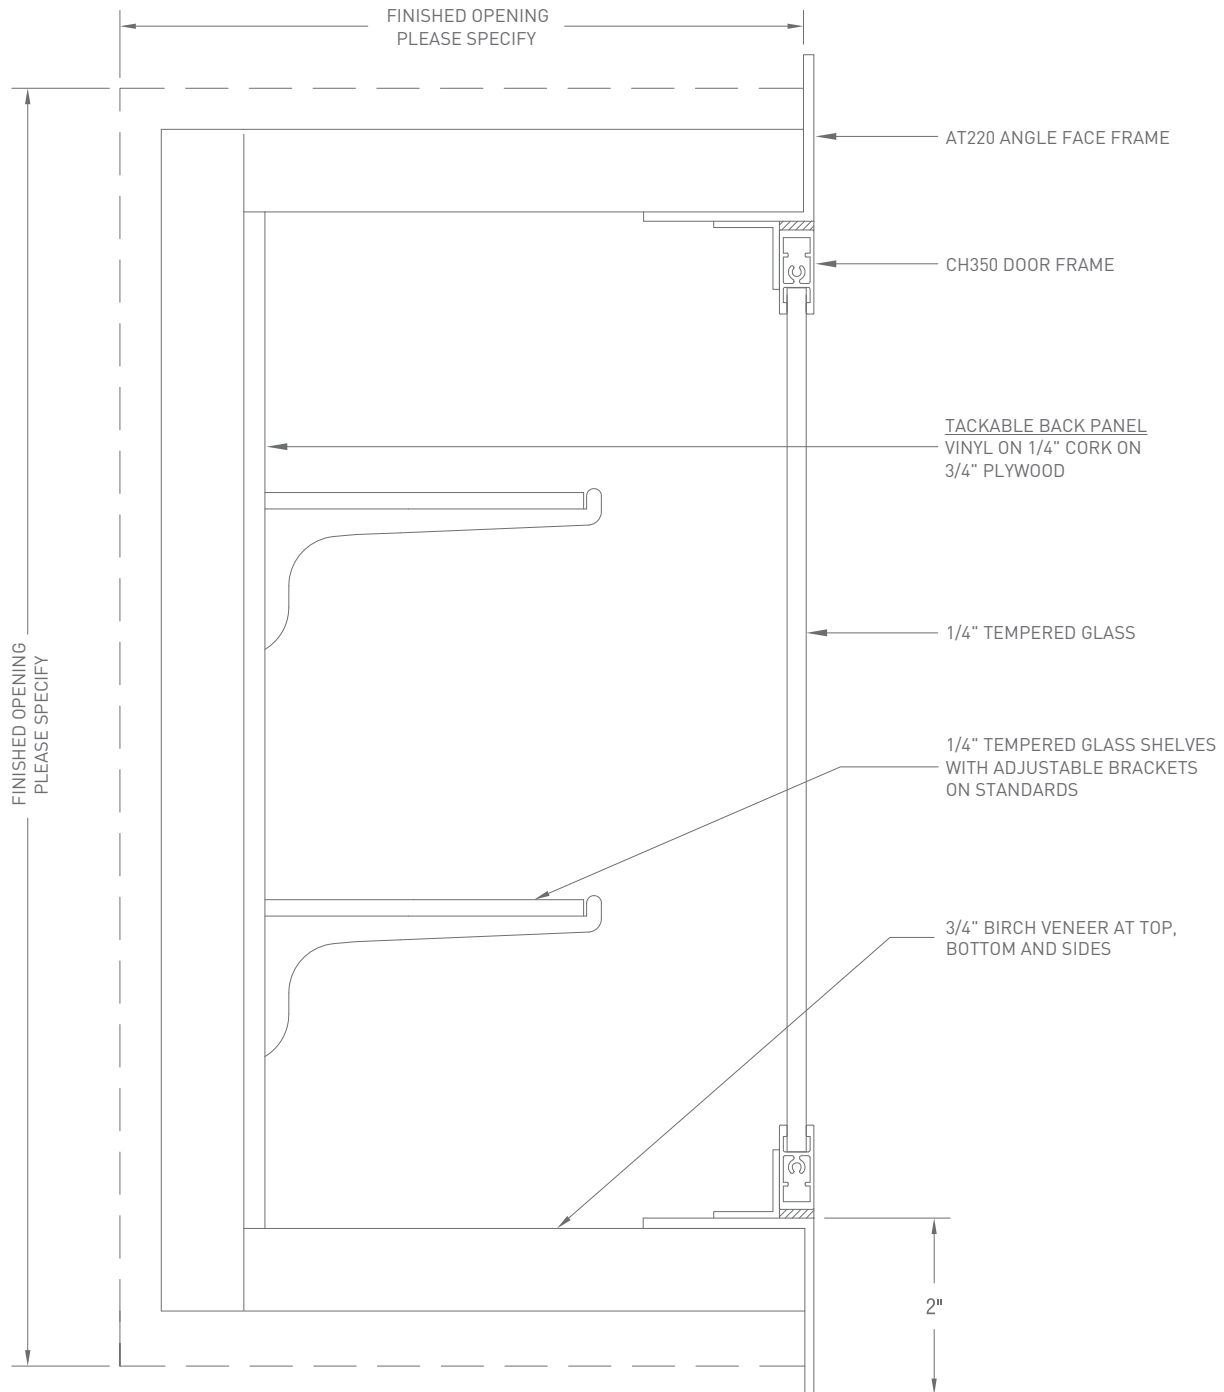 FINISHED OPENING
PLEASE SPECIFY
AT220 ANGLE FACE FRAME
CH350 DOOR FRAME
TACKABLE BACK PANEL
VINYL ON 1/4" CORK ON
3/4" PLYWOOD
FINISHED OPENING
PLEASE SPECIFY
1/4" TEMPERED GLASS
1/4" TEMPERED GLASS SHELVES
WITH ADJUSTABLE BRACKETS
ON STANDARDS
3/4" BIRCH VENEER AT TOP,
BOTTOM AND SIDES
2"